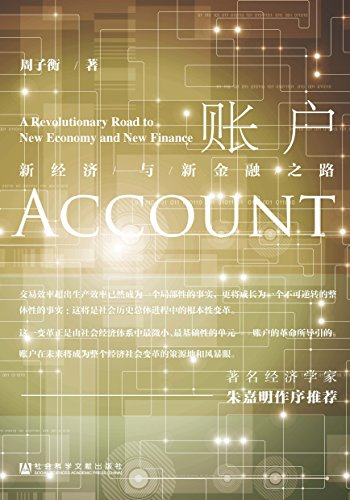 周子衡 / 著
A Revolutionary Road to
New Economy and New Finance
账户
新 经 济 / 与 / 新 金 融 之 路
ACCOUNT
交易效率超出生产效率已然成为一个局部性的事实，更将成长为一个不可逆转的整
体性的事实；这将是社会历史总体进程中的根本性变革。
这一变革正是由社会经济体系中最微小、最基础性的单元——账户的革命所导引的。
账户在未来将成为整个经济社会变革的策源地和风暴眼。
著名经济学家
朱嘉明作序推荐
社会科学文献出版社
SOCIAL SCIENCES ACADEMIC PRESS (CHINA)